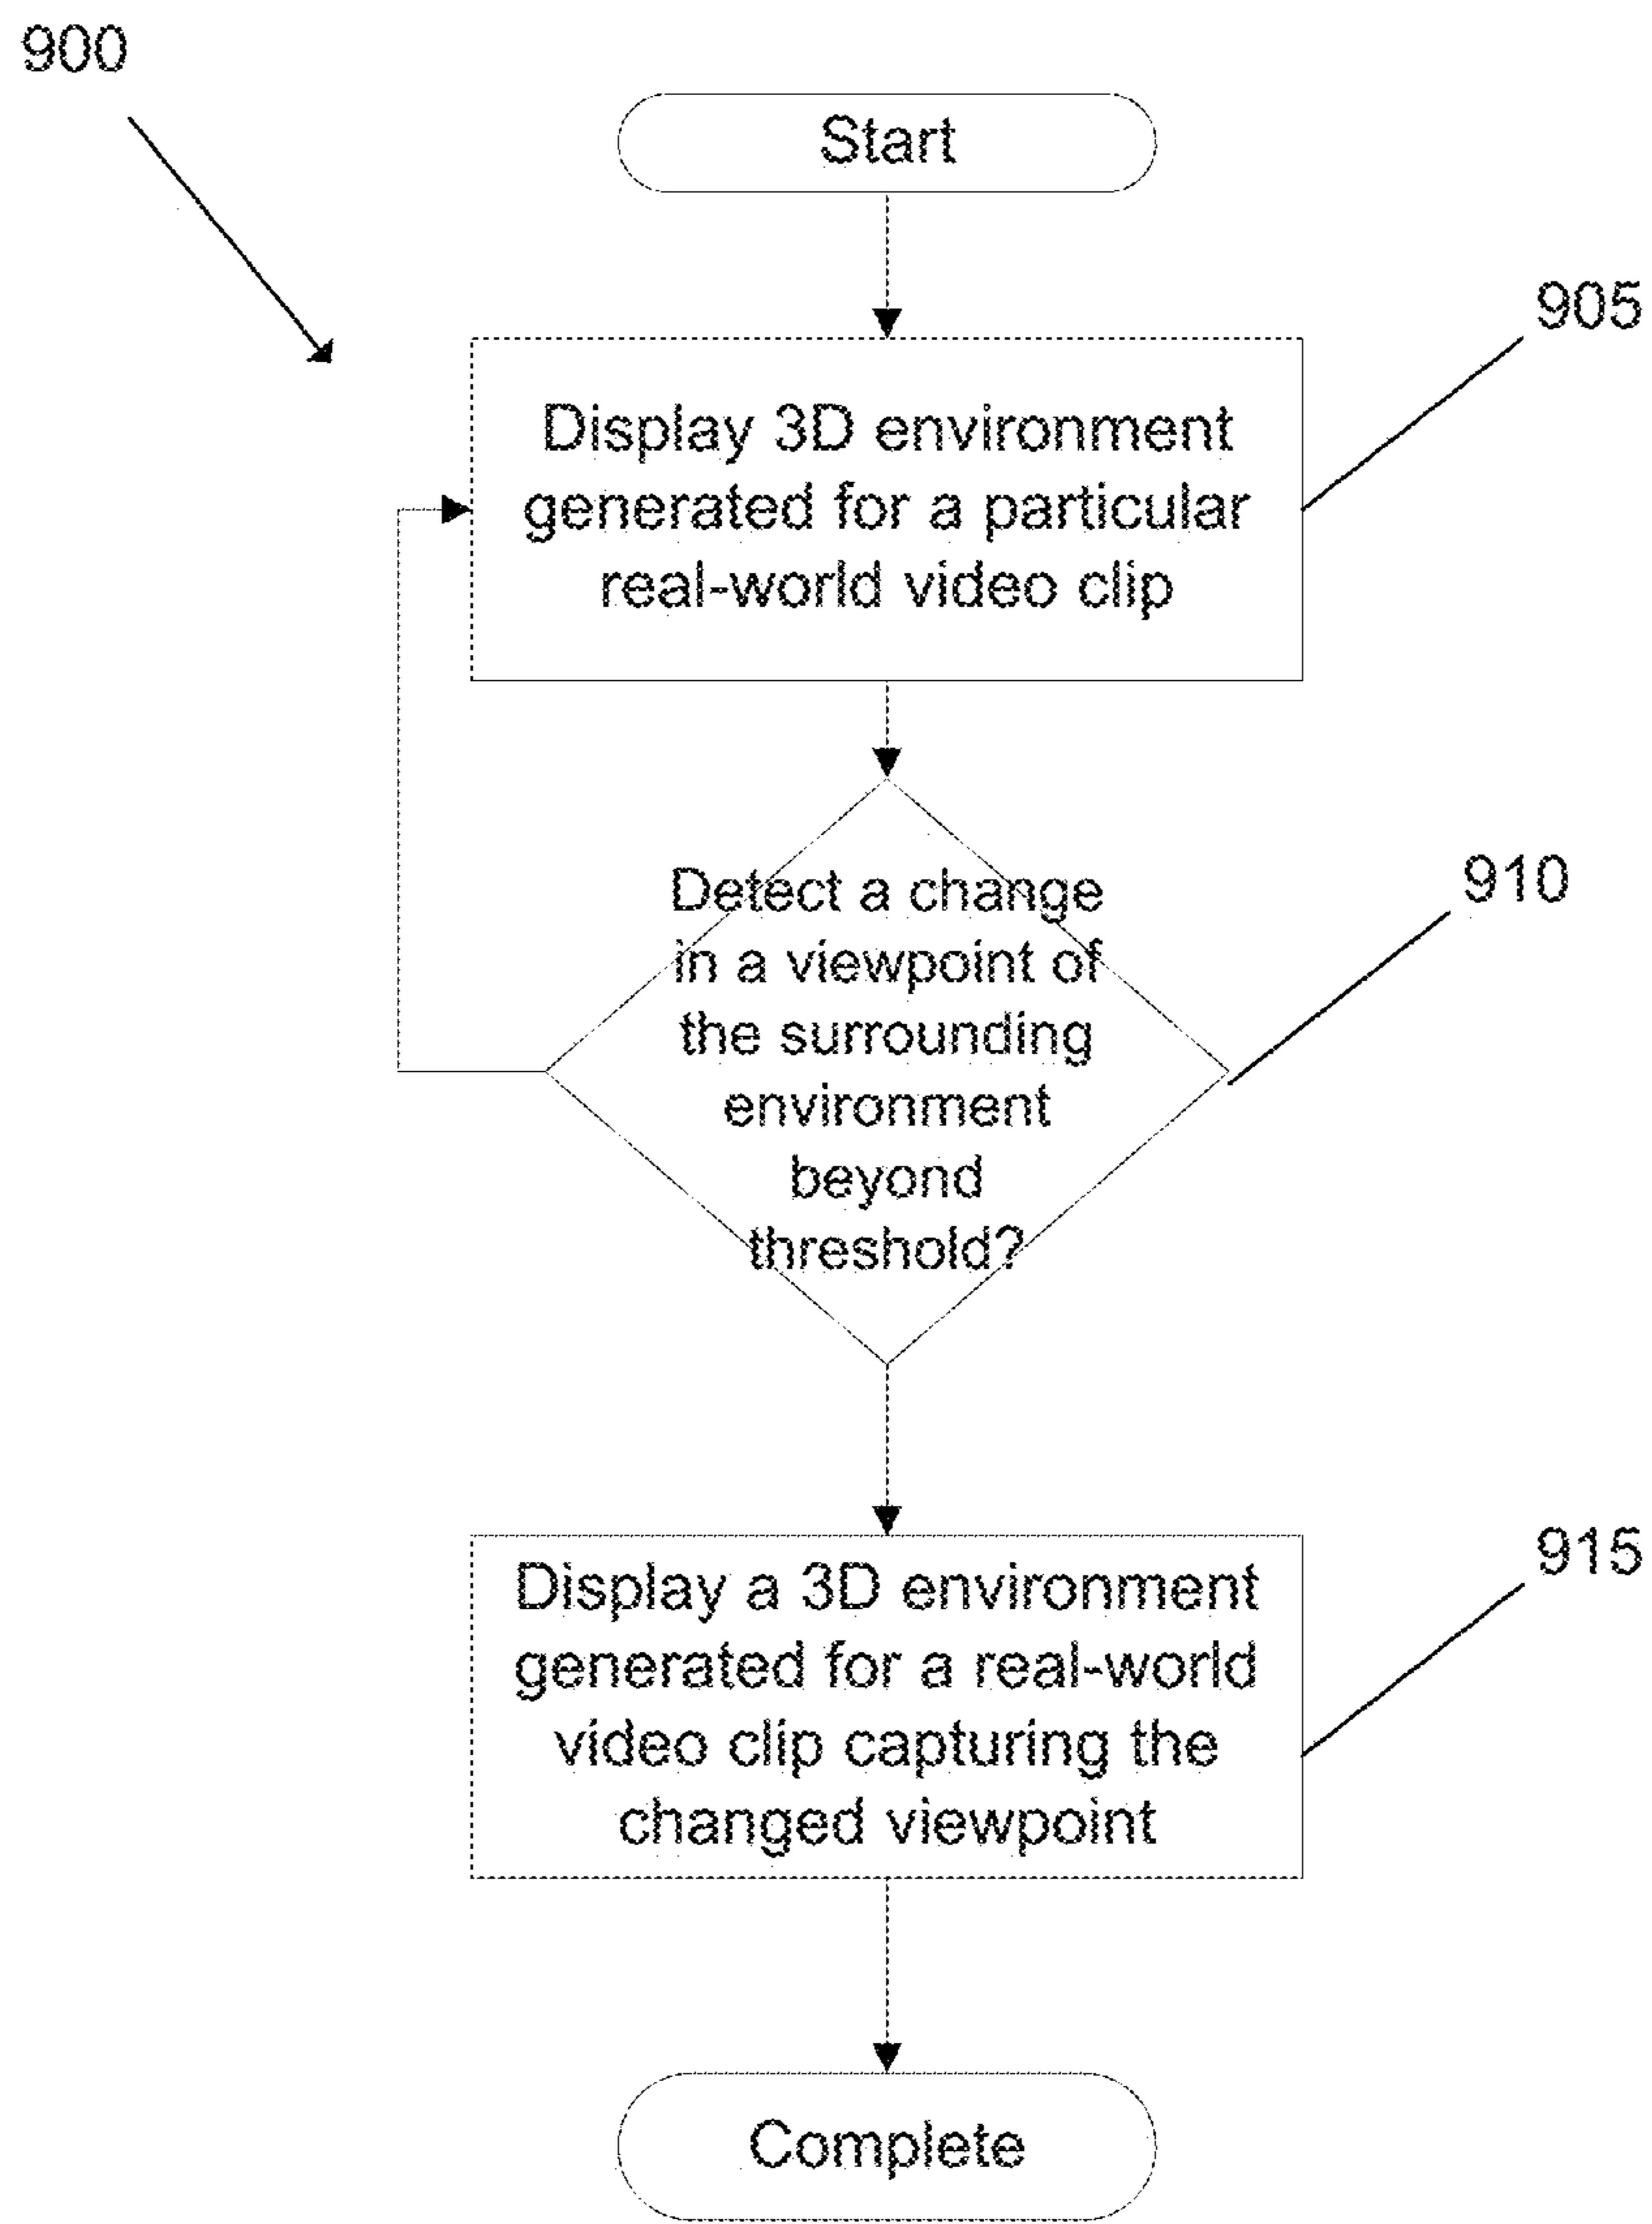 900
Start
905
Display 3D environment
generated for a particular
real-world video clip
910
Detect a change
in a viewpoint of
the surrounding
environment
beyond
threshold?
915
Display a 3D environment
generated for a real-world
video clip capturing the
changed viewpoint
Complete